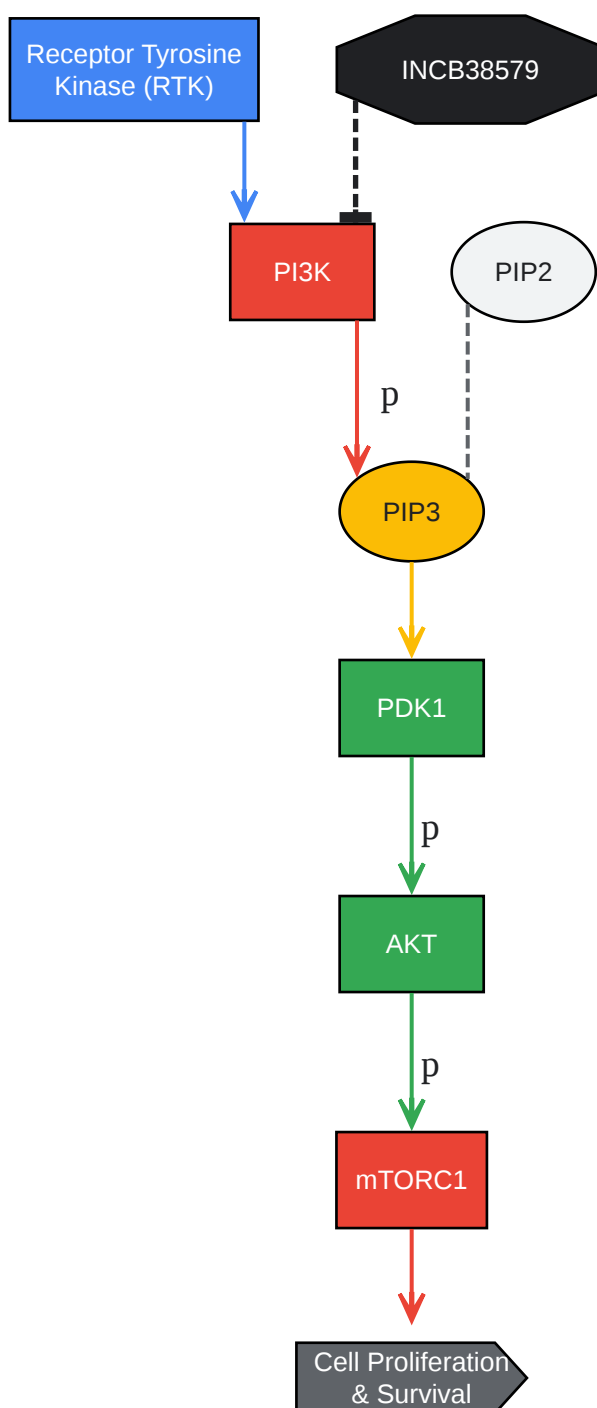 Receptor Tyrosine
Kinase (RTK)
INCB38579
PI3K
PIP2
p
PIP3
PDK1
p
AKT
p
mTORC1
Cell Proliferation
& Survival